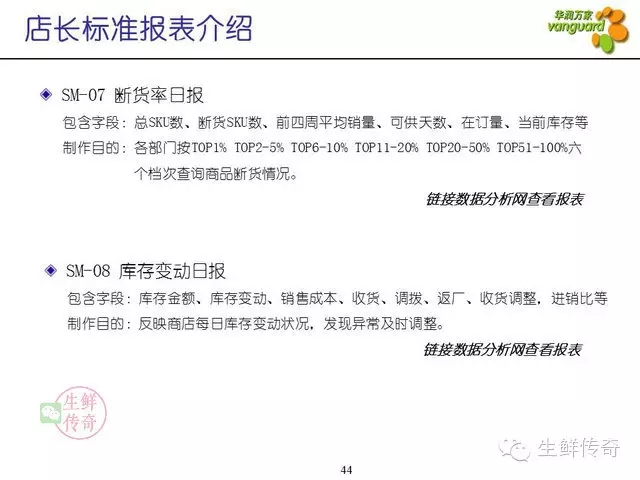 店长标准报表介绍
华润万家
vanguard
SM-07 断货率日报
包含字段：总SKU数、断货SKU数、前四周平均销量、可供天数、在订量、当前库存等
制作目的：各部门按TOP1% TOP2-5% TOP6-10% TOP11-20% TOP20-50% TOP51-100%六
个档次查询商品断货情况。
链接数据分析网查看报表
SM-08 库存变动日报
包含字段：库存金额、库存变动、销售成本、收货、调拨、返厂、收货调整，进销比等
制作目的：反映商店每日库存变动状况，发现异常及时调整。
链接数据分析网查看报表
生鲜
传奇
生鲜传奇
44